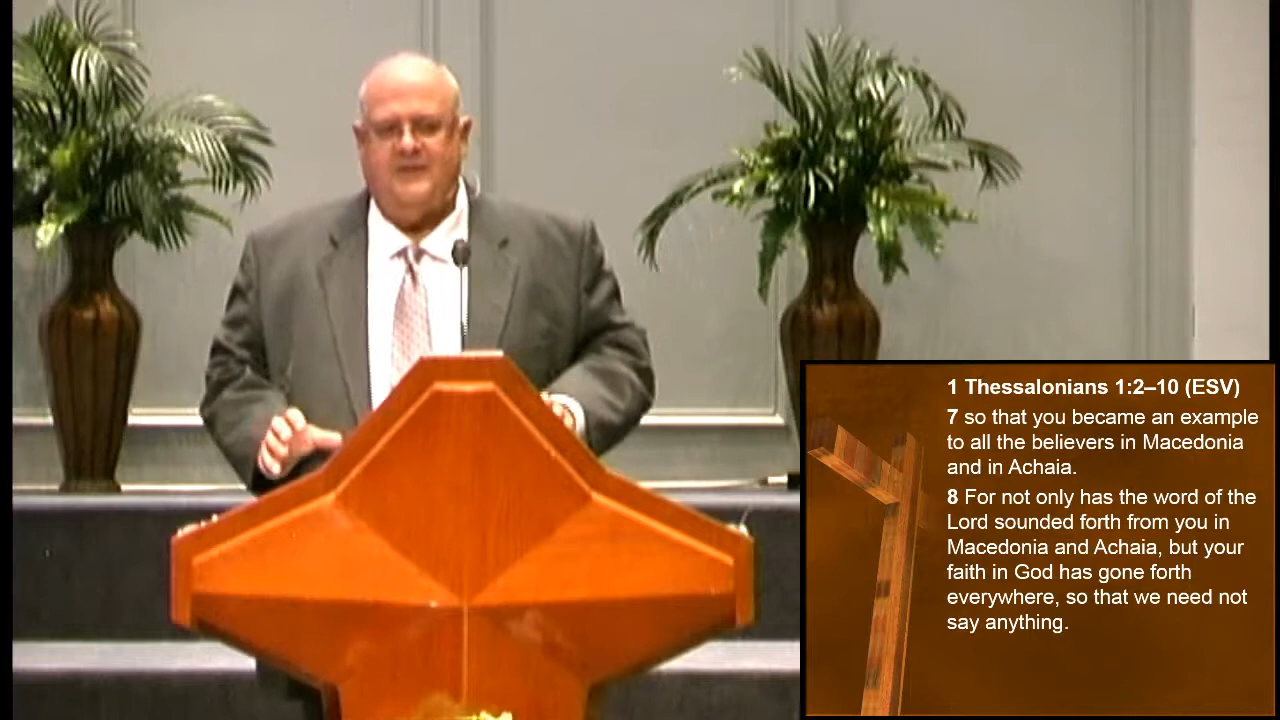 1 Thessalonians 1:2–10 (ESV)
7 so that you became an example
to all the believers in Macedonia
and in Achaia.
8 For not only has the word of the
Lord sounded forth from you in
Macedonia and Achaia, but your
faith in God has gone forth
everywhere, so that we need not
say anything.